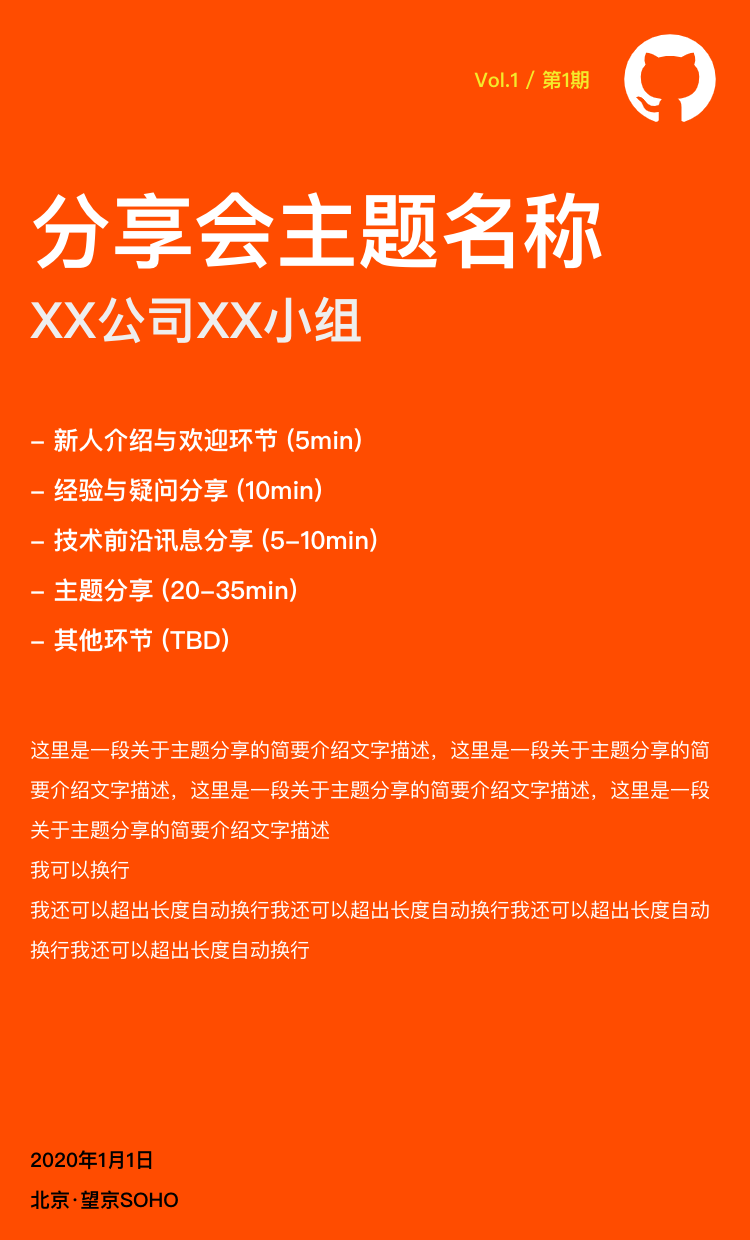 Vol.1 / 第1期
分享会主题名称
XX公司XX小组
- 新人介绍与欢迎环节 (5min)
- 经验与疑问分享 (10min)
- 技术前沿讯息分享 (5-10min)
- 主题分享 (20-35min)
- 其他环节 (TBD)
这里是一段关于主题分享的简要介绍文字描述，这里是一段关于主题分享的简
要介绍文字描述，这里是一段关于主题分享的简要介绍文字描述，这里是一段
关于主题分享的简要介绍文字描述
我可以换行
我还可以超出长度自动换行我还可以超出长度自动换行我还可以超出长度自动
换行我还可以超出长度自动换行
2020年1月1日
北京·望京SOHO